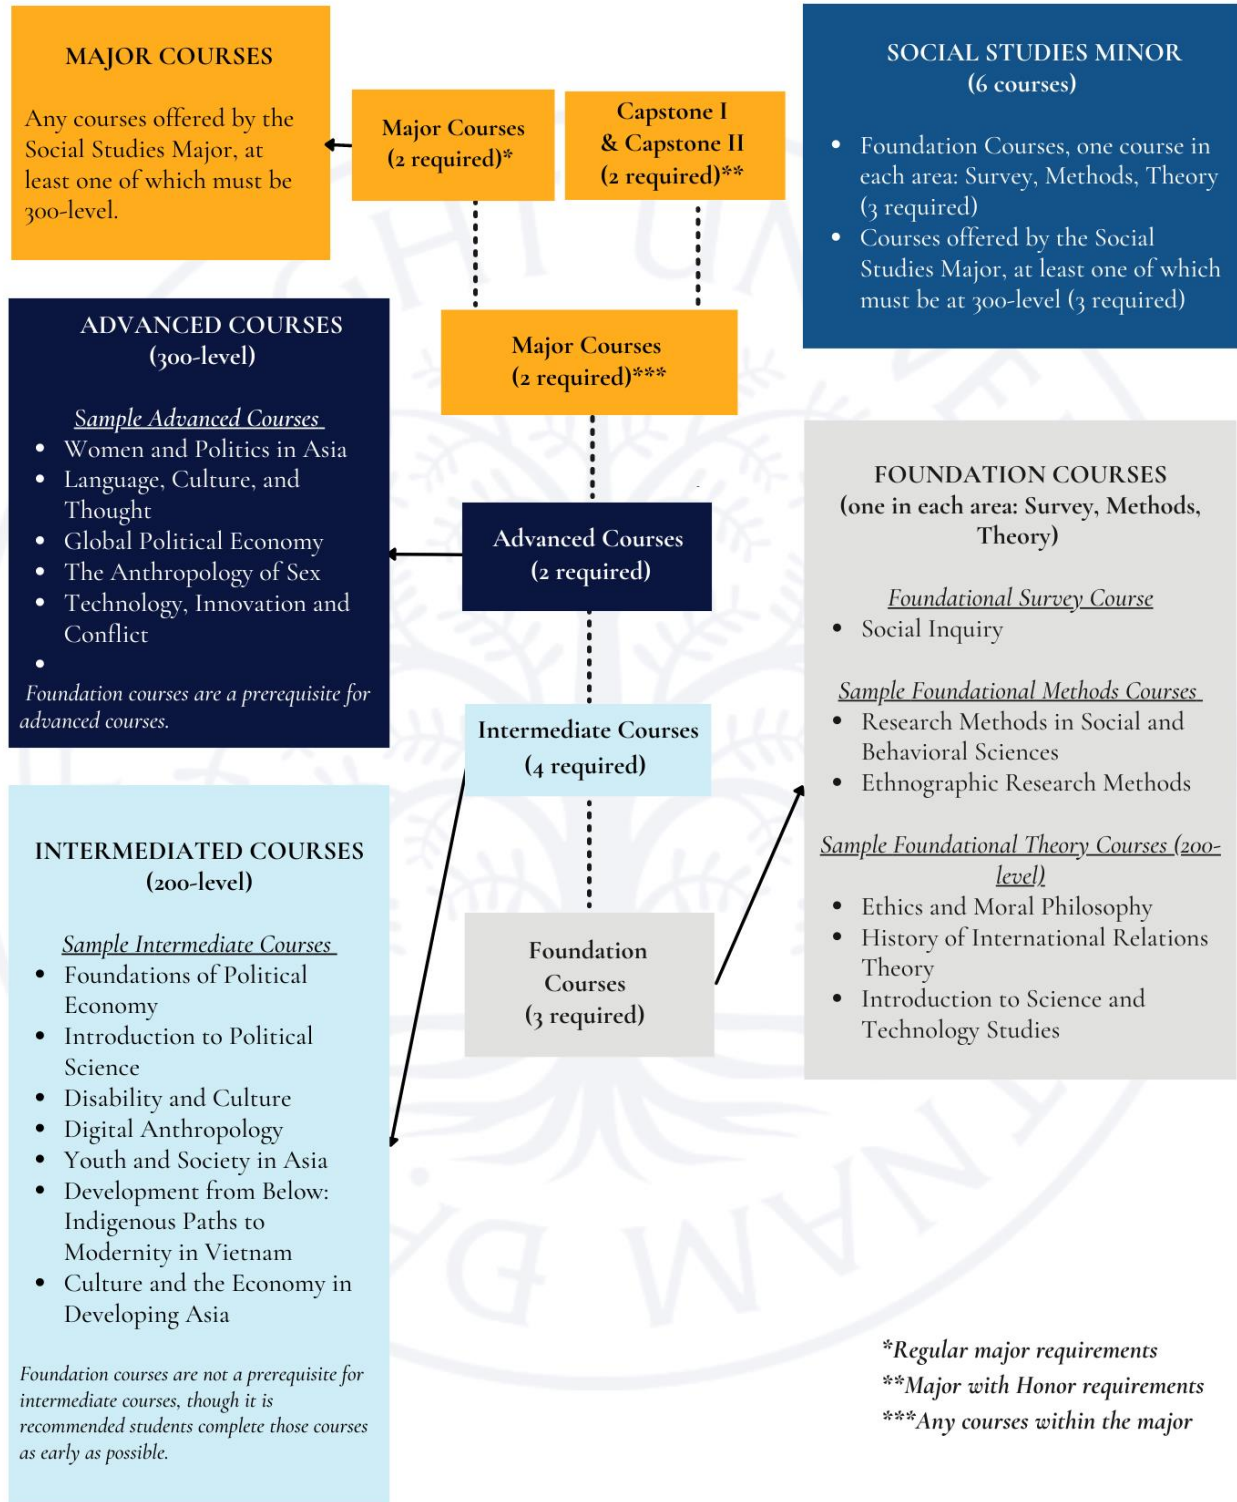 MAJOR COURSES
Any courses offered by the
Social Studies Major, at
least one of which must be
300-level.
Major Courses
(2 required)*
Capstone I
& Capstone II
(2 required)**
SOCIAL STUDIES MINOR
(6 courses)
• Foundation Courses, one course in
each area: Survey, Methods, Theory
(3 required)
• Courses offered by the Social
Studies Major, at least one of which
must be at 300-level (3 required)
Major Courses
(2 required)***
ADVANCED COURSES
(300-level)
Sample Advanced Courses
• Women and Politics in Asia
• Language, Culture, and
Thought
• Global Political Economy
• The Anthropology of Sex
• Technology, Innovation and
Conflict
•
Foundation courses are a prerequisite for
advanced courses.
Advanced Courses
(2 required)
Intermediate Courses
(4 required)
Foundation
Courses
(3 required)
FOUNDATION COURSES
(one in each area: Survey, Methods,
Theory)
Foundational Survey Course
• Social Inquiry
Sample Foundational Methods Courses
• Research Methods in Social and
Behavioral Sciences
• Ethnographic Research Methods
Sample Foundational Theory Courses (200-
level)
• Ethics and Moral Philosophy
• History of International Relations
Theory
• Introduction to Science and
Technology Studies
INTERMEDIATED COURSES
(200-level)
Sample Intermediate Courses
• Foundations of Political
Economy
• Introduction to Political
Science
• Disability and Culture
• Digital Anthropology
• Youth and Society in Asia
• Development from Below:
Indigenous Paths to
Modernity in Vietnam
• Culture and the Economy in
Developing Asia
Foundation courses are not a prerequisite for
intermediate courses, though it is
recommended students complete those courses
as early as possible.
*Regular major requirements
**Major with Honor requirements
***Any courses within the major